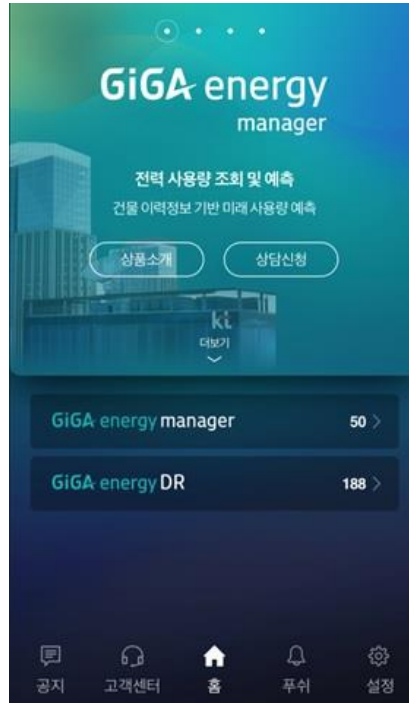 GiGA energy
manager
전력 사용량 조회 및 예측
건물 이력정보 기반 미래 사용량 예측
상품소개 상담신청
kt
더보기
GiGA energy manager 50
GiGA energy DR 188
공지 고객센터 홈 푸쉬 설정